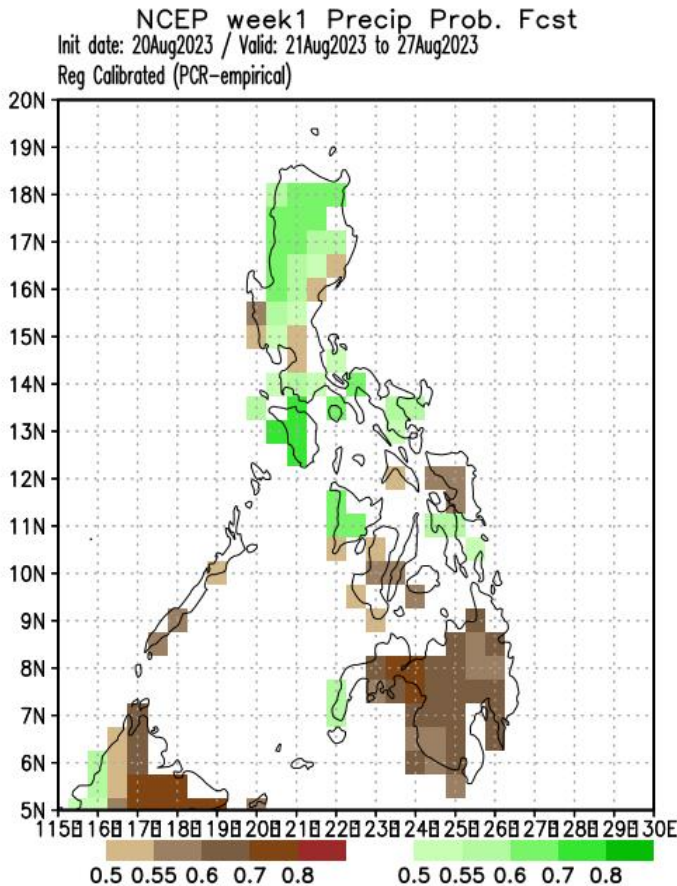 NCEP week1 Precip Prob. Fcst
Init date: 20Aug2023 / Valid: 21Aug2023 to 27Aug2023
Reg Calibrated (PCR-empirical)
20N
19N
18N
17N
16N
15N
14N
13N
12N
11N
10N
9N
8N
7N
6N
5N
115E 116E 117E 118E 119E 120E 121E 122E 123E 124E 125E 126E 127E 128E 129E 130E
0.5 0.55 0.6 0.7 0.8 0.5 0.55 0.6 0.7 0.8